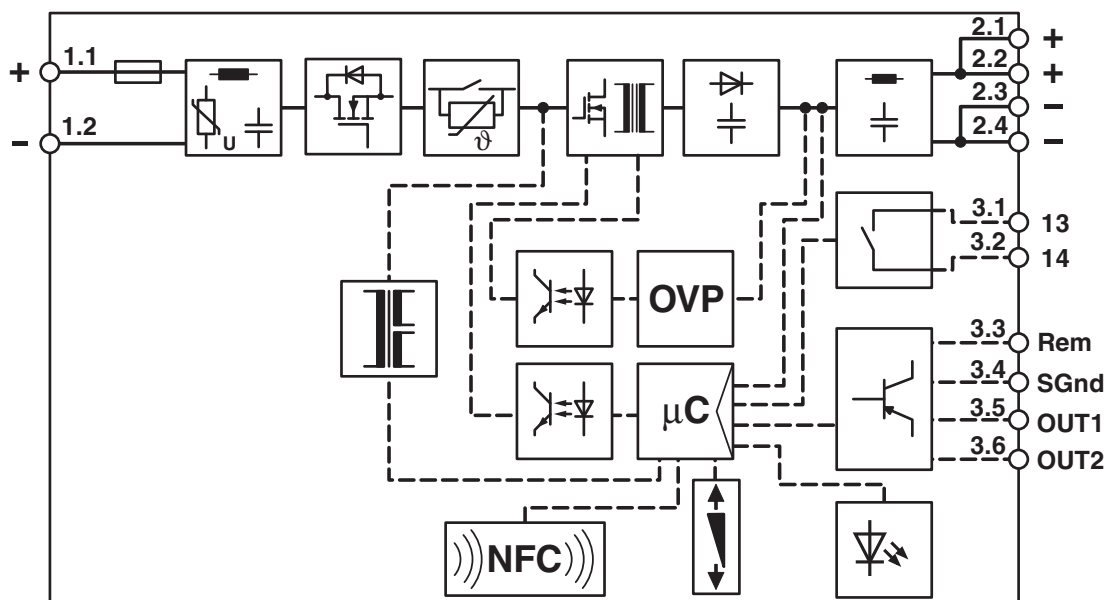 2.1 +
+ 1.1
2.2 +
2.3 −
− 1.2
2.4 −
U
ϑ
3.1 13
3.2 14
OVP
3.3 Rem
3.4 SGnd
µC
3.5 OUT1
3.6 OUT2
NFC